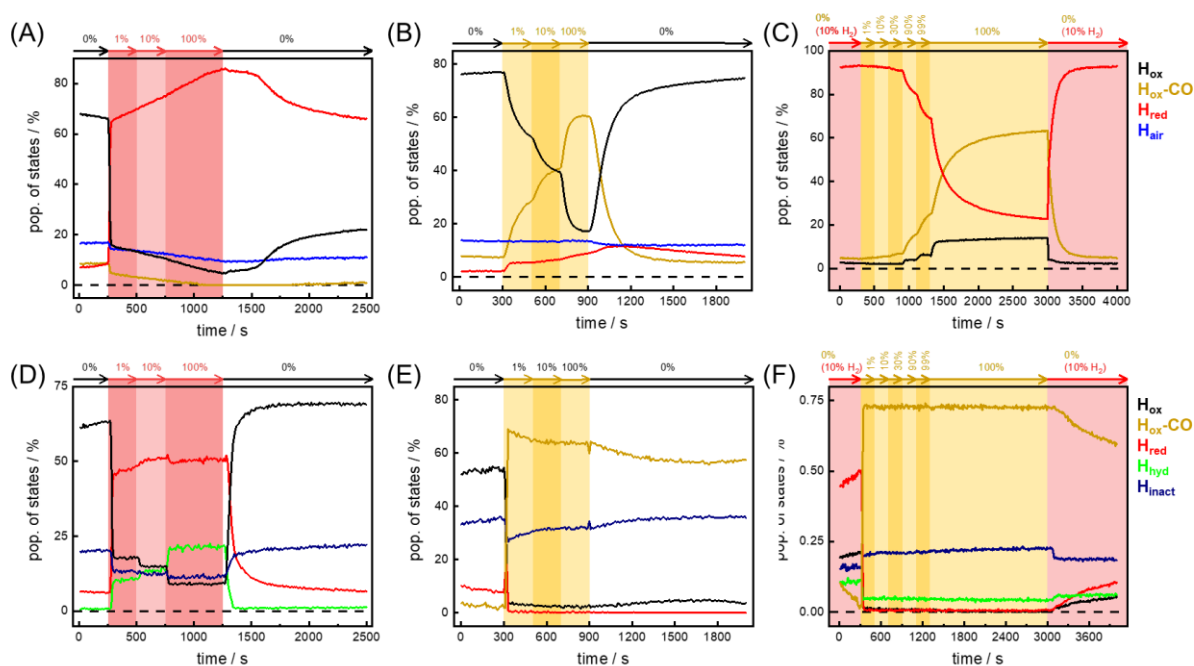 (A)
0% 1% 10% 100% 0%
pop. of states / %
80
60
40
20
0
0 500 1000 1500 2000 2500
time / s
(B)
0% 1% 10% 100% 0%
pop. of states / %
80
60
40
20
0
0 300 600 900 1200 1800
time / s
(C)
0%
(10% H₂)
1% 10% 30% 90% 99% 100%
0%
(10% H₂)
pop. of states / %
100
80
60
40
20
0
0 500 1000 1500 2000 2500 3000 3500 4000
time / s
Hox
Hox-CO
Hred
Hair
(D)
0% 1% 10% 100% 0%
pop. of states / %
75
50
25
0
0 500 1000 1500 2000 2500
time / s
(E)
0% 1% 10% 100% 0%
pop. of states / %
80
60
40
20
0
0 300 600 900 1200 1800
time / s
(F)
0%
(10% H₂)
1% 10% 30% 90% 99% 100%
0%
(10% H₂)
pop. of states / %
0.75
0.50
0.25
0.00
0 600 1200 1800 2400 3000 3600
time / s
Hox
Hox-CO
Hred
Hhyd
Hinact